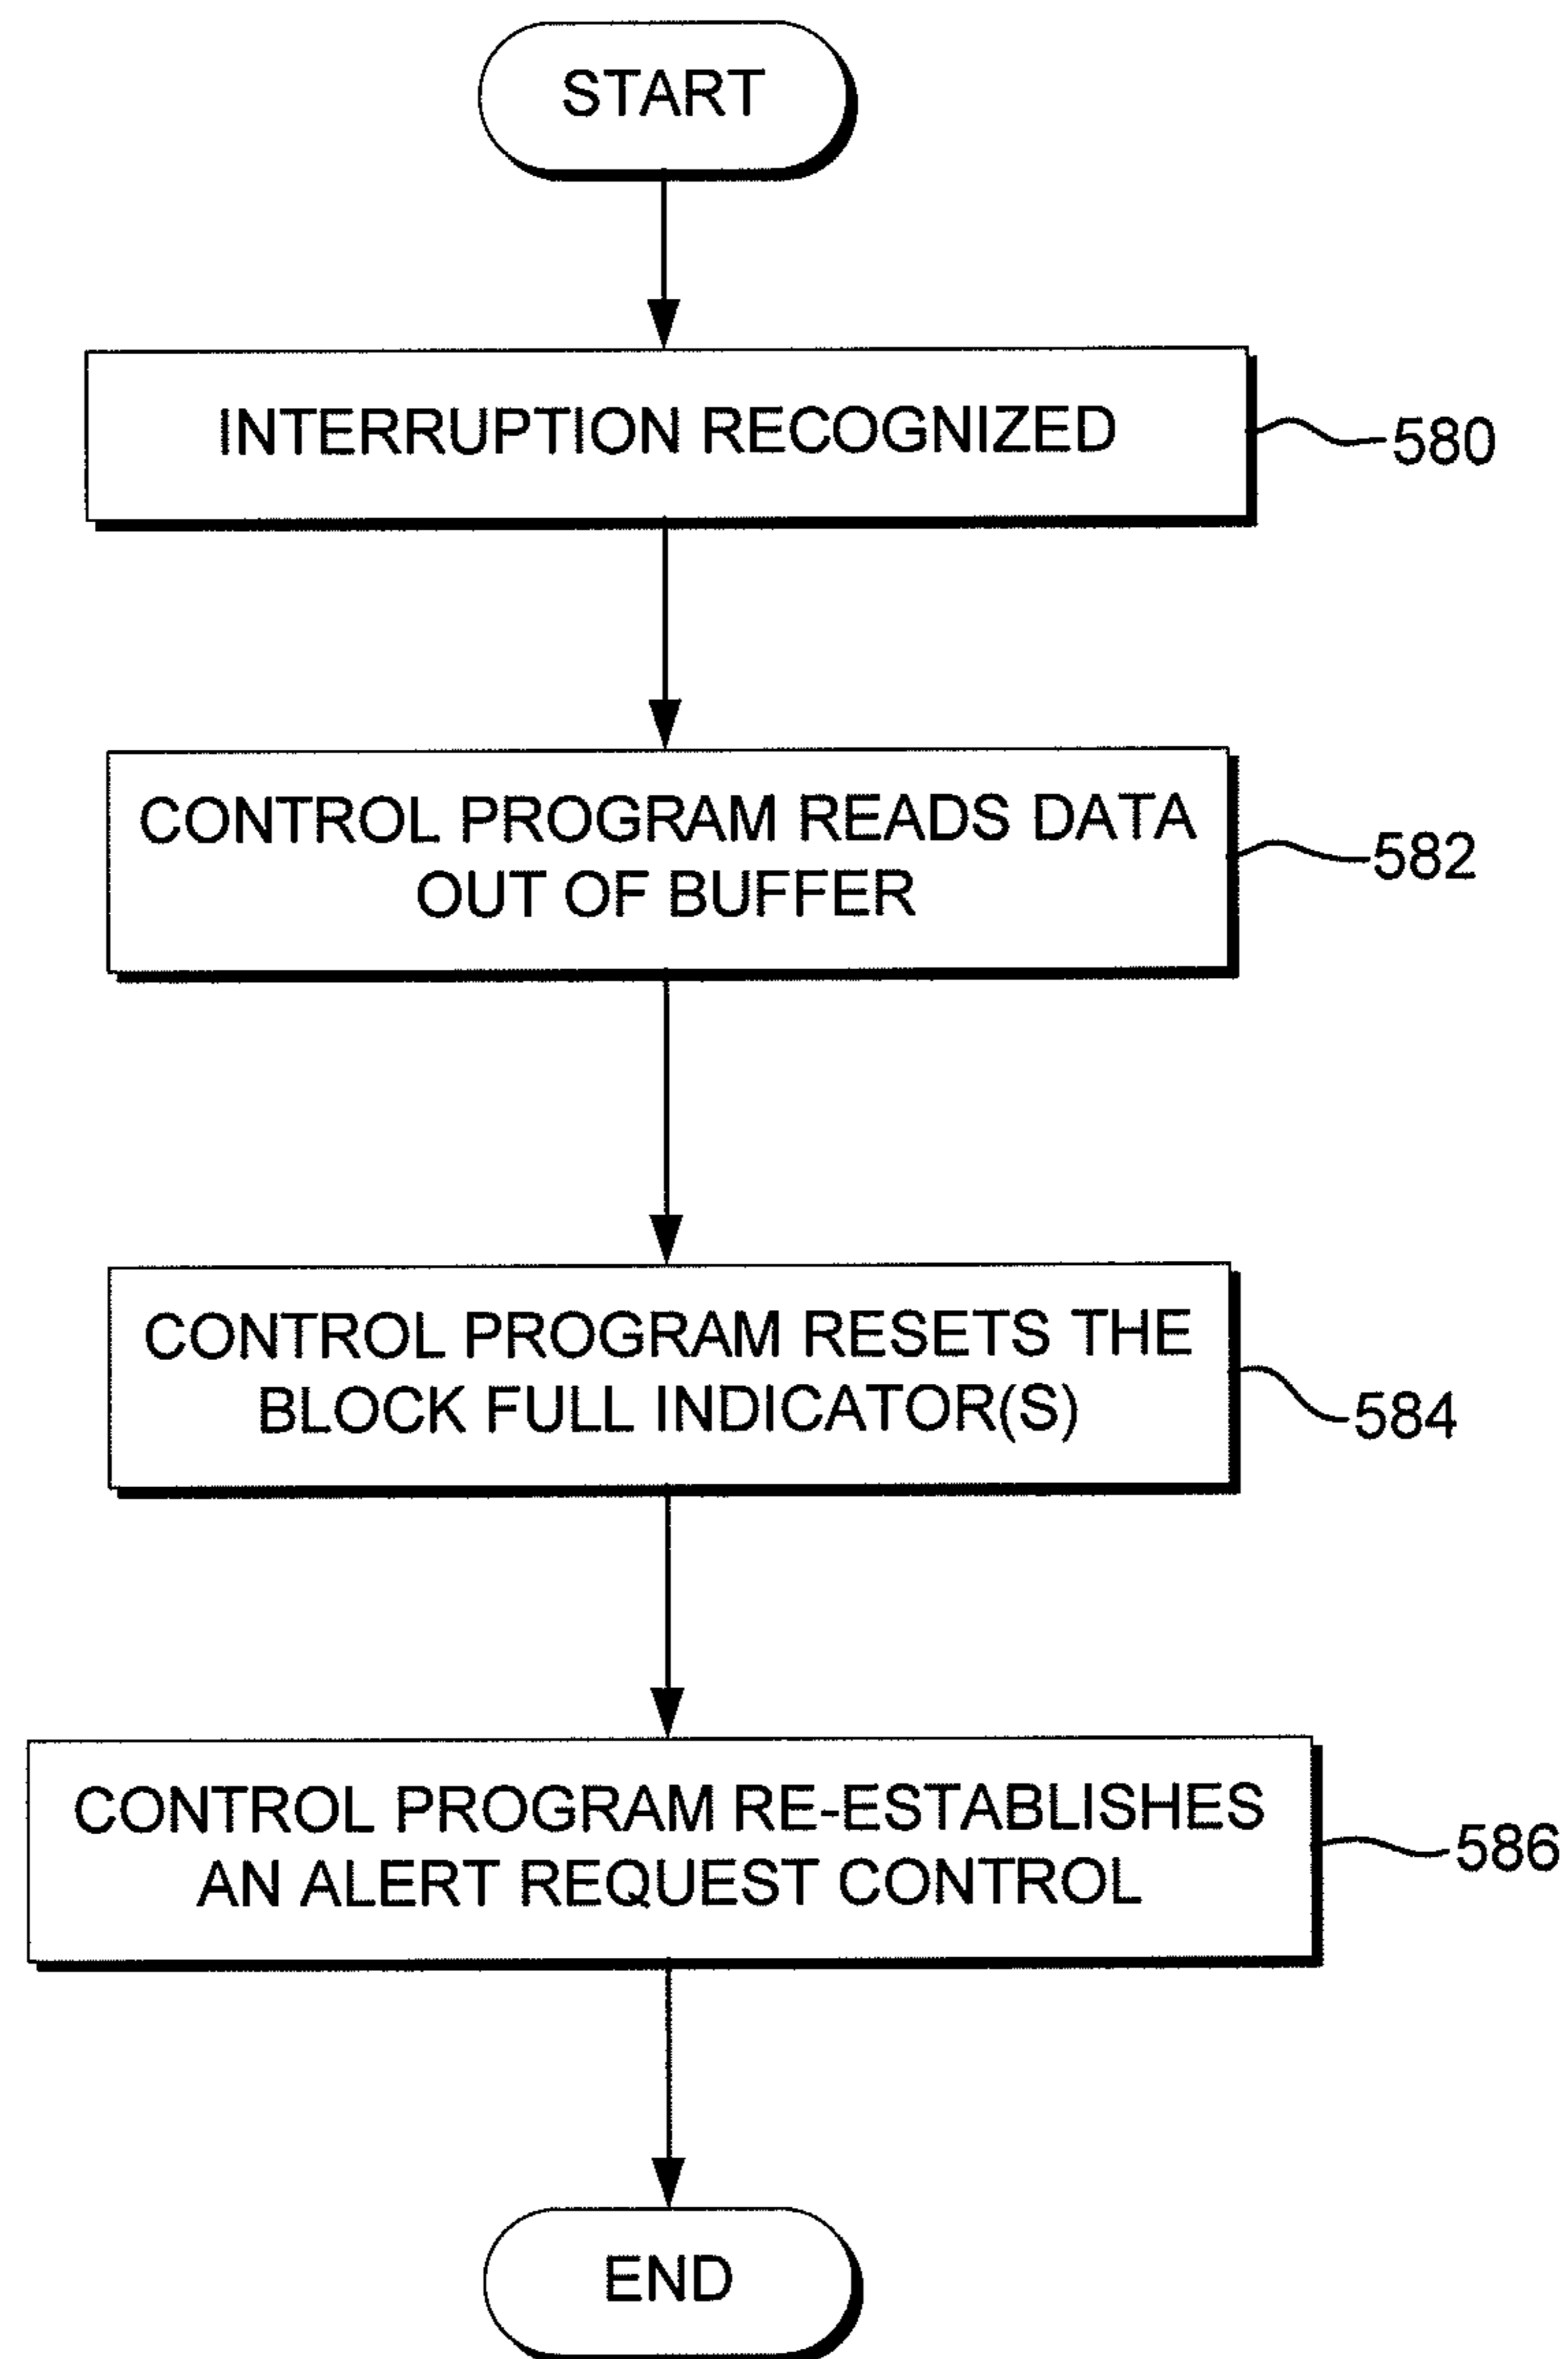 START
INTERRUPTION RECOGNIZED
580
CONTROL PROGRAM READS DATA
OUT OF BUFFER
582
CONTROL PROGRAM RESETS THE
BLOCK FULL INDICATOR(S)
584
CONTROL PROGRAM RE-ESTABLISHES
AN ALERT REQUEST CONTROL
586
END